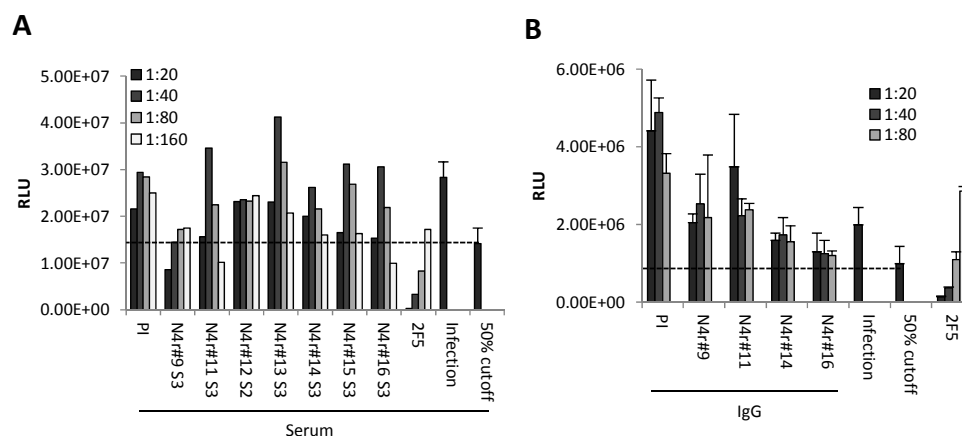 A
5.00E+07
4.00E+07
3.00E+07
2.00E+07
1.00E+07
0.00E+00
RLU
1:20
1:40
1:80
1:160
PI
N4r#9 S3
N4r#11 S3
N4r#12 S2
N4r#13 S3
N4r#14 S3
N4r#15 S3
N4r#16 S3
2F5
Infection
50% cutoff
Serum
B
6.00E+06
4.00E+06
2.00E+06
0.00E+00
RLU
1:20
1:40
1:80
PI
N4r#9
N4r#11
N4r#14
N4r#16
Infection
50% cutoff
2F5
IgG